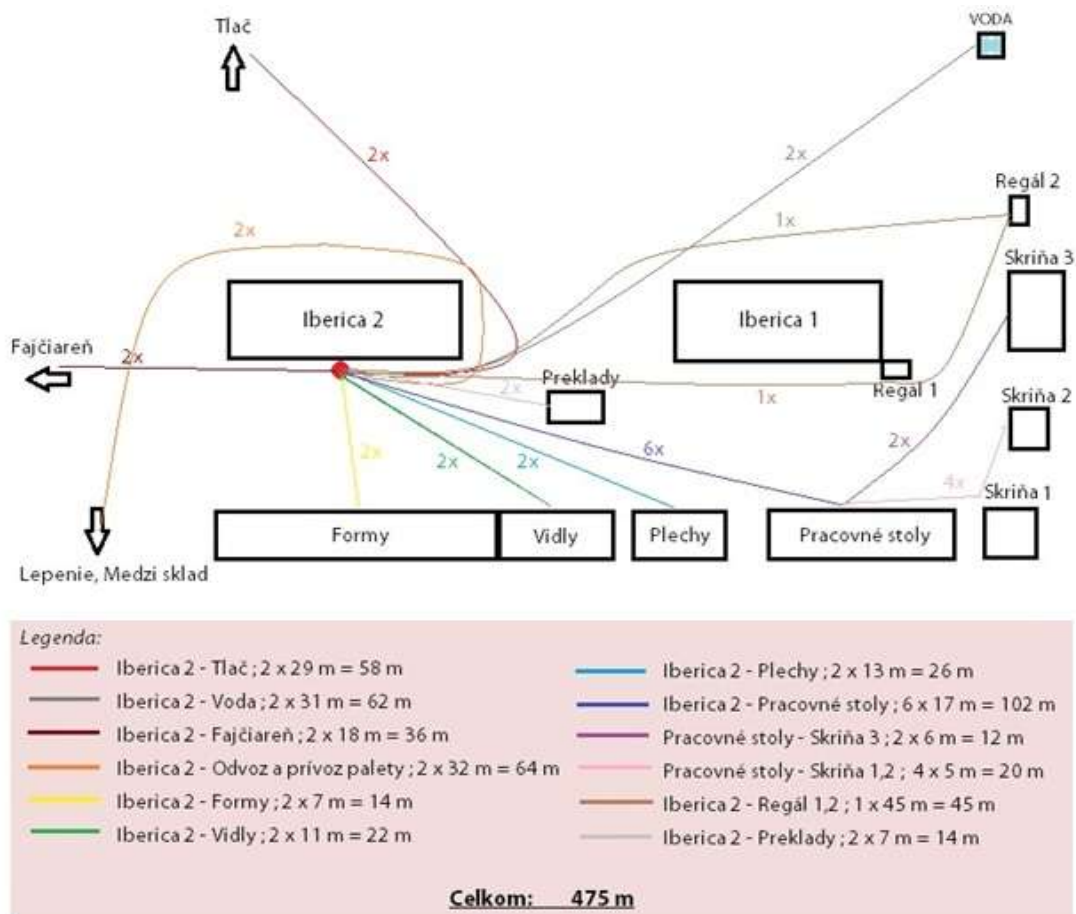 Tlač
VODA
2x
2x
Regál 2
1x
2x
Skriňa 3
Iberica 2
Iberica 1
Fajčiareň
2x
Preklady
2x
Regál 1
1x
Skriňa 2
6x
2x
2x
2x
2x
4x
Skriňa 1
Formy
Vidly
Plechy
Pracovné stoly
Lepenie, Medzi sklad
Legenda:
Iberica 2 - Tlač ; 2 x 29 m = 58 m
Iberica 2 - Voda ; 2 x 31 m = 62 m
Iberica 2 - Fajčiareň ; 2 x 18 m = 36 m
Iberica 2 - Odvoz a prívoz palety ; 2 x 32 m = 64 m
Iberica 2 - Formy ; 2 x 7 m = 14 m
Iberica 2 - Vidly ; 2 x 11 m = 22 m
Iberica 2 - Plechy ; 2 x 13 m = 26 m
Iberica 2 - Pracovné stoly ; 6 x 17 m = 102 m
Pracovné stoly - Skriňa 3 ; 2 x 6 m = 12 m
Pracovné stoly - Skriňa 1,2 ; 4 x 5 m = 20 m
Iberica 2 - Regál 1,2 ; 1 x 45 m = 45 m
Iberica 2 - Preklady ; 2 x 7 m = 14 m
Celkom: 475 m